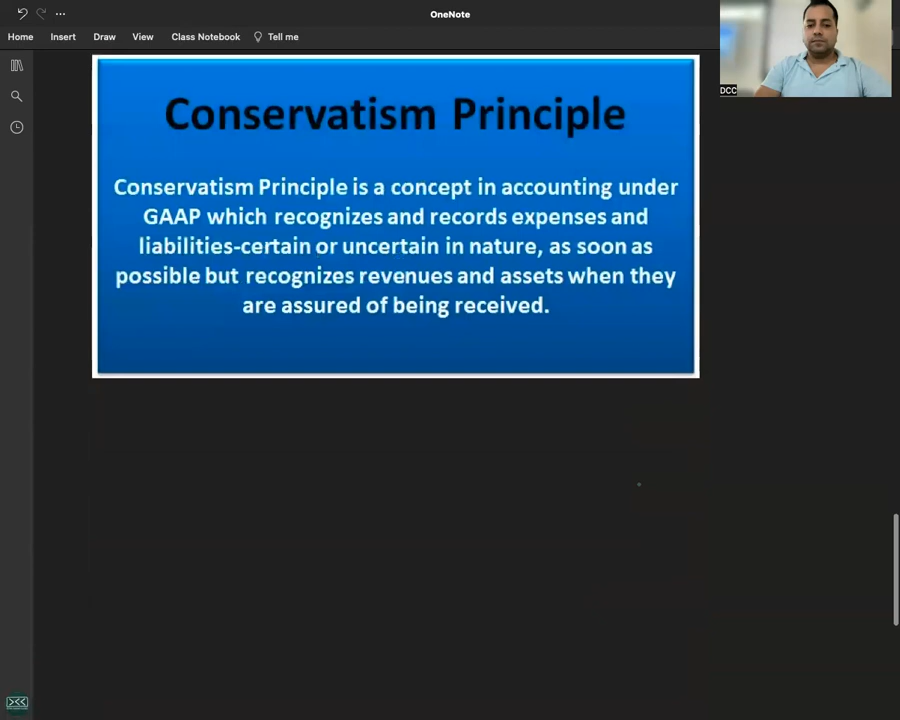 OneNote
Home Insert Draw View Class Notebook Tell me
DCC
Conservatism Principle
Conservatism Principle is a concept in accounting under
GAAP which recognizes and records expenses and
liabilities-certain or uncertain in nature, as soon as
possible but recognizes revenues and assets when they
are assured of being received.